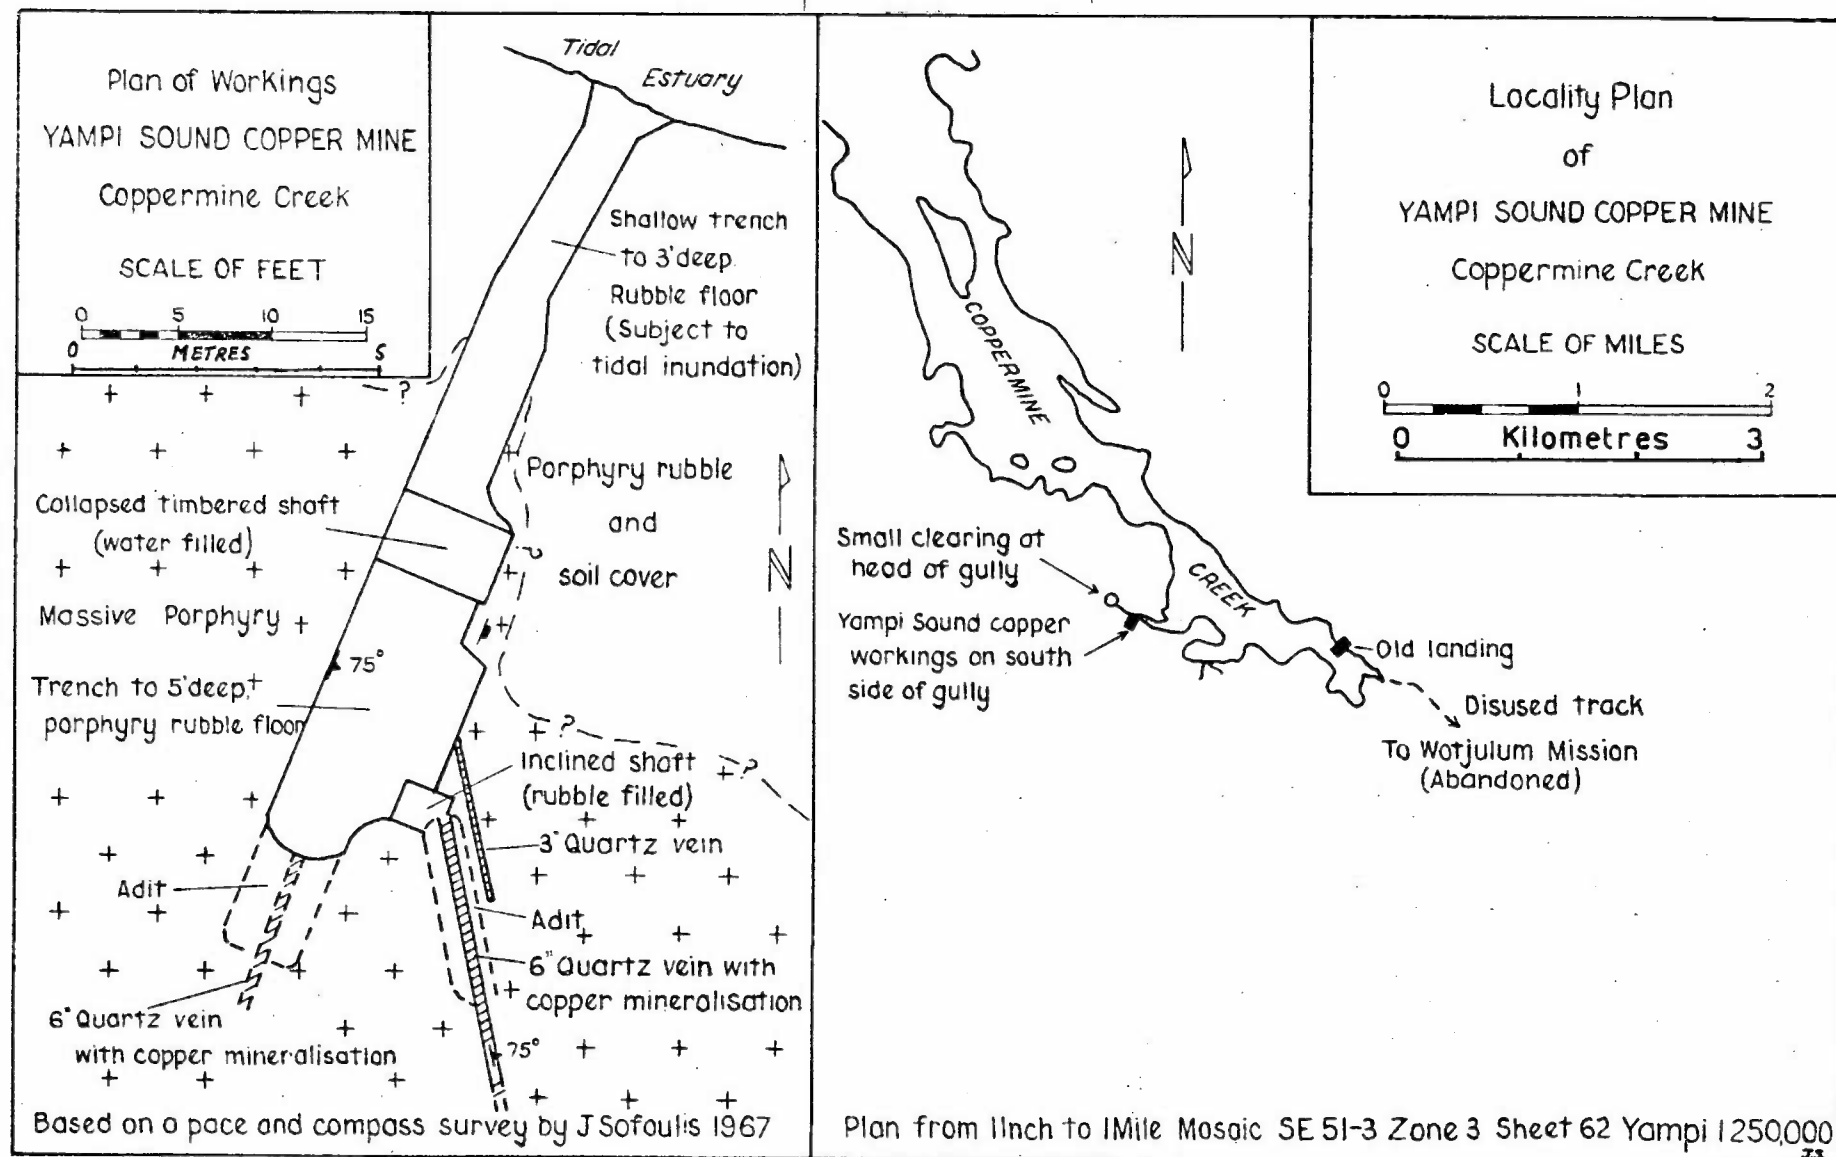 Plan of Workings
YAMPI SOUND COPPER MINE
Coppermine Creek
SCALE OF FEET
0 5 10 15
METRES
0 5
Tidal
Estuary
Shallow trench
to 3'deep.
Rubble floor
(Subject to
tidal inundation)
?
Collapsed timbered shaft
(water filled)
Porphyry rubble
and
soil cover
?
N
Massive Porphyry
75°
Trench to 5'deep,
porphyry rubble floor
?
?
Inclined shaft
(rubble filled)
3" Quartz vein
Adit
Adit
6" Quartz vein with
copper mineralisation
6" Quartz vein
with copper mineralisation
75°
Based on a pace and compass survey by J Sofoulis 1967
Locality Plan
of
YAMPI SOUND COPPER MINE
Coppermine Creek
SCALE OF MILES
0 1 2
0 Kilometres 3
N
COPPERMINE
CREEK
Small clearing at
head of gully
Yampi Sound copper
workings on south
side of gully
Old landing
Disused track
To Wotjulum Mission
(Abandoned)
Plan from 1Inch to 1Mile Mosaic SE 51-3 Zone 3 Sheet 62 Yampi 1 250,000